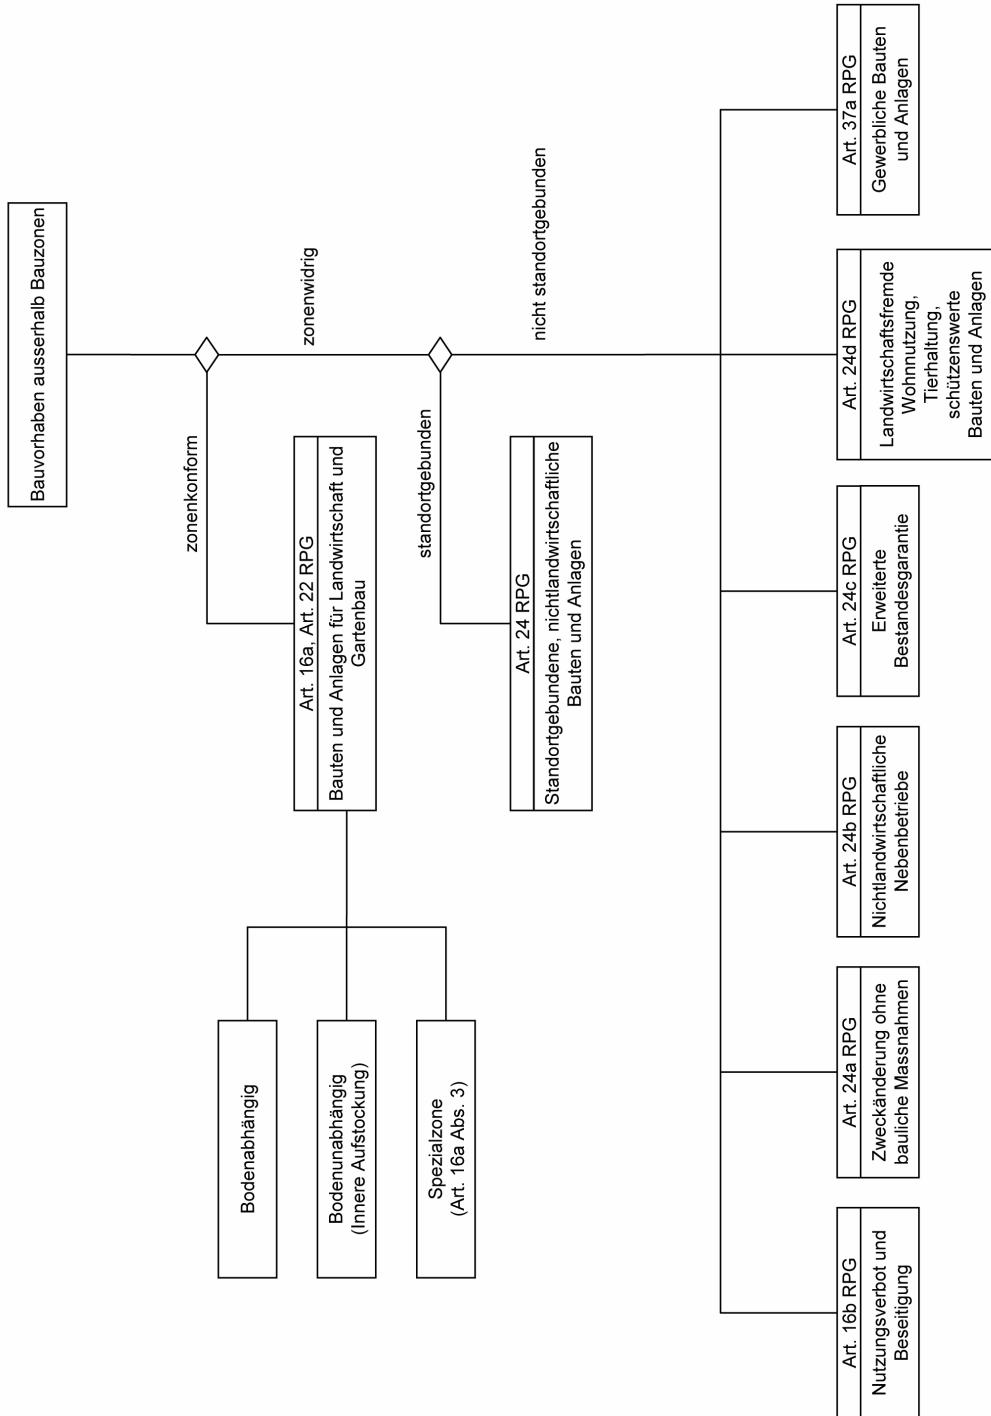 Bauvorhaben ausserhalb Bauzonen
zonenkonform
zonenwidrig
Art. 16a, Art. 22 RPG
Bauten und Anlagen für Landwirtschaft und
Gartenbau
Bodenabhängig
Bodenunabhängig
(Innere Aufstockung)
Spezialzone
(Art. 16a Abs. 3)
standortgebunden
nicht standortgebunden
Art. 24 RPG
Standortgebundene, nichtlandwirtschaftliche
Bauten und Anlagen
Art. 16b RPG
Nutzungsverbot und
Beseitigung
Art. 24a RPG
Zweckänderung ohne
bauliche Massnahmen
Art. 24b RPG
Nichtlandwirtschaftliche
Nebenbetriebe
Art. 24c RPG
Erweiterte
Bestandesgarantie
Art. 24d RPG
Landwirtschaftsfremde
Wohnnutzung,
Tierhaltung,
schützenswerte
Bauten und Anlagen
Art. 37a RPG
Gewerbliche Bauten
und Anlagen